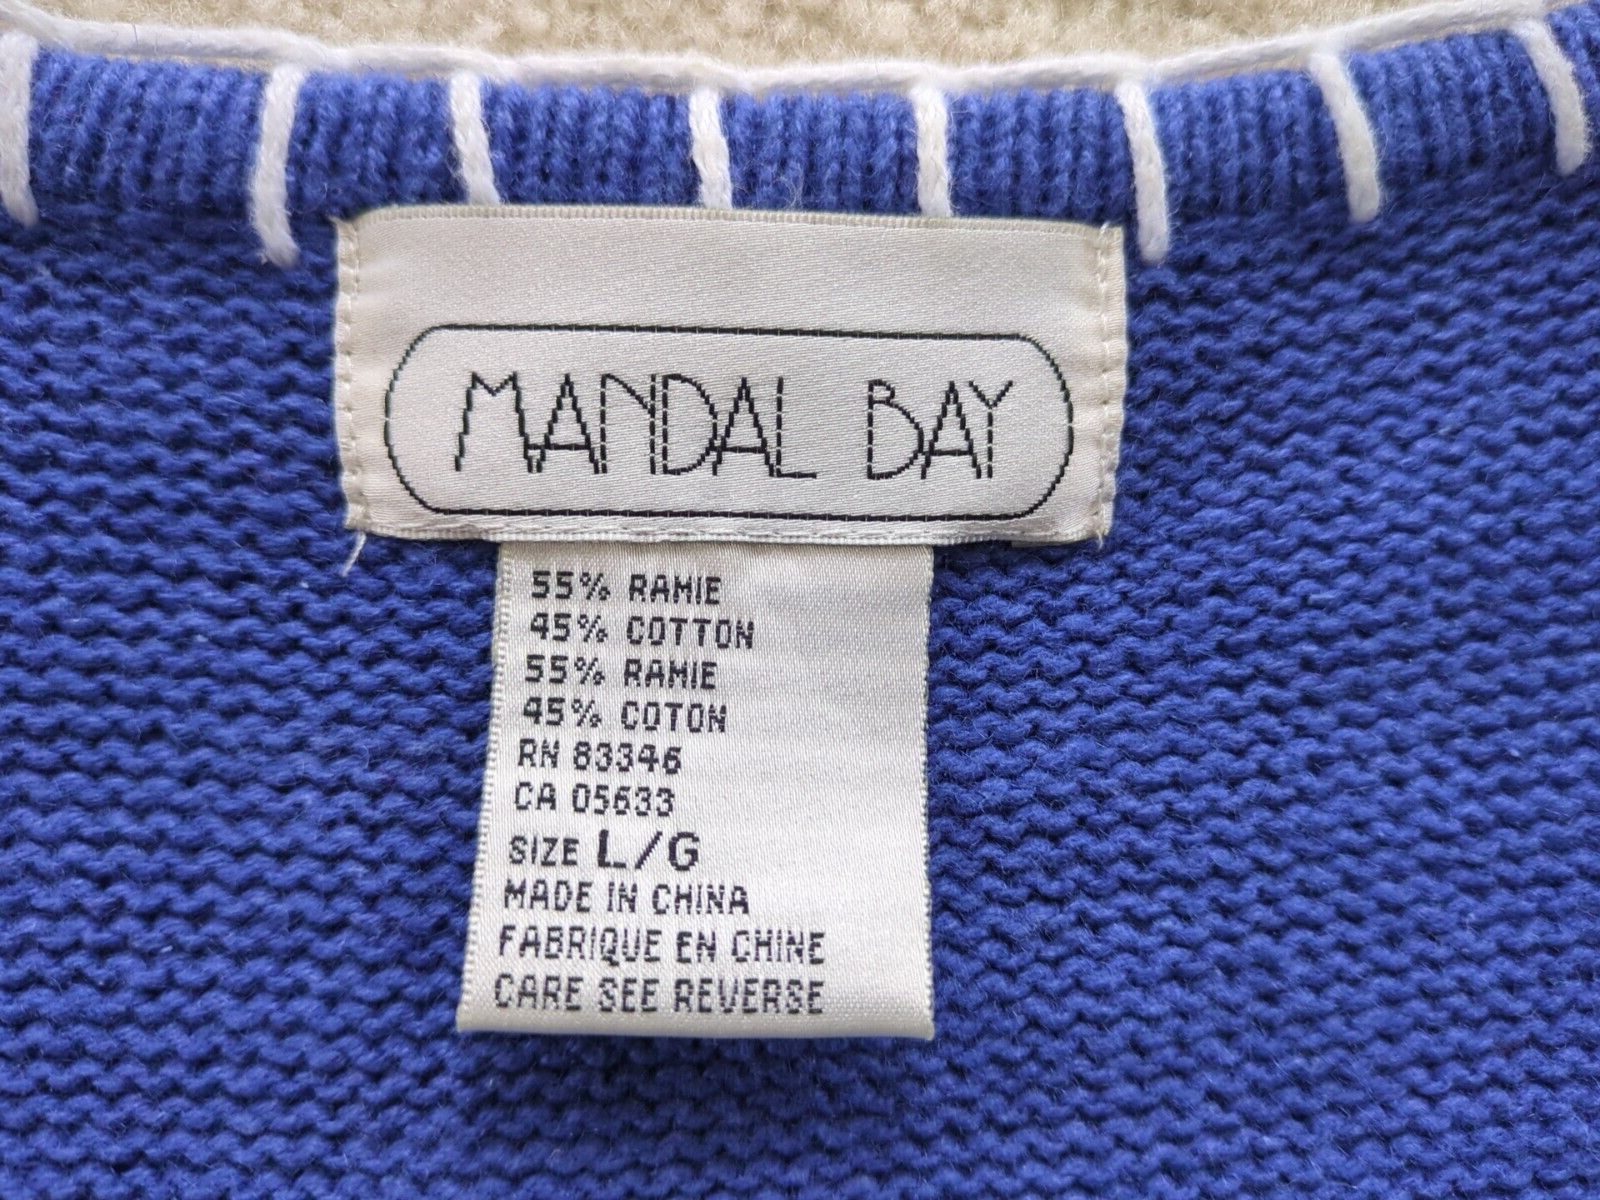 MANDAL BAY
55% RAMIE
45% COTTON
55% RAMIE
45% COTON
RN 83346
CA 05633
SIZE L/G
MADE IN CHINA
FABRIQUE EN CHINE
CARE SEE REVERSE